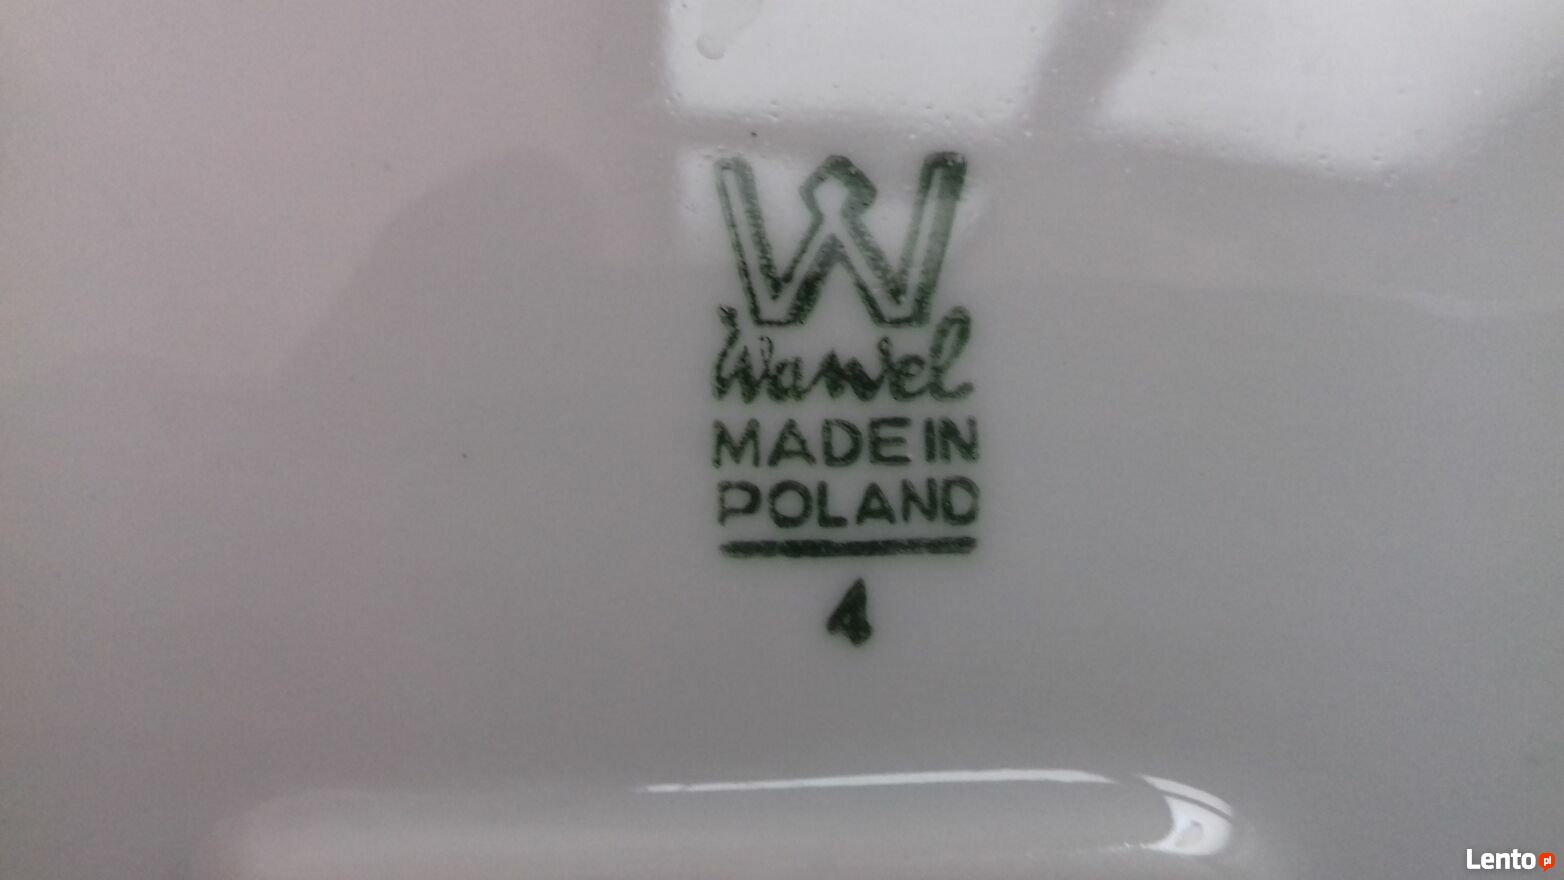 W
Wawel
MADE IN
POLAND
4
Lento pl